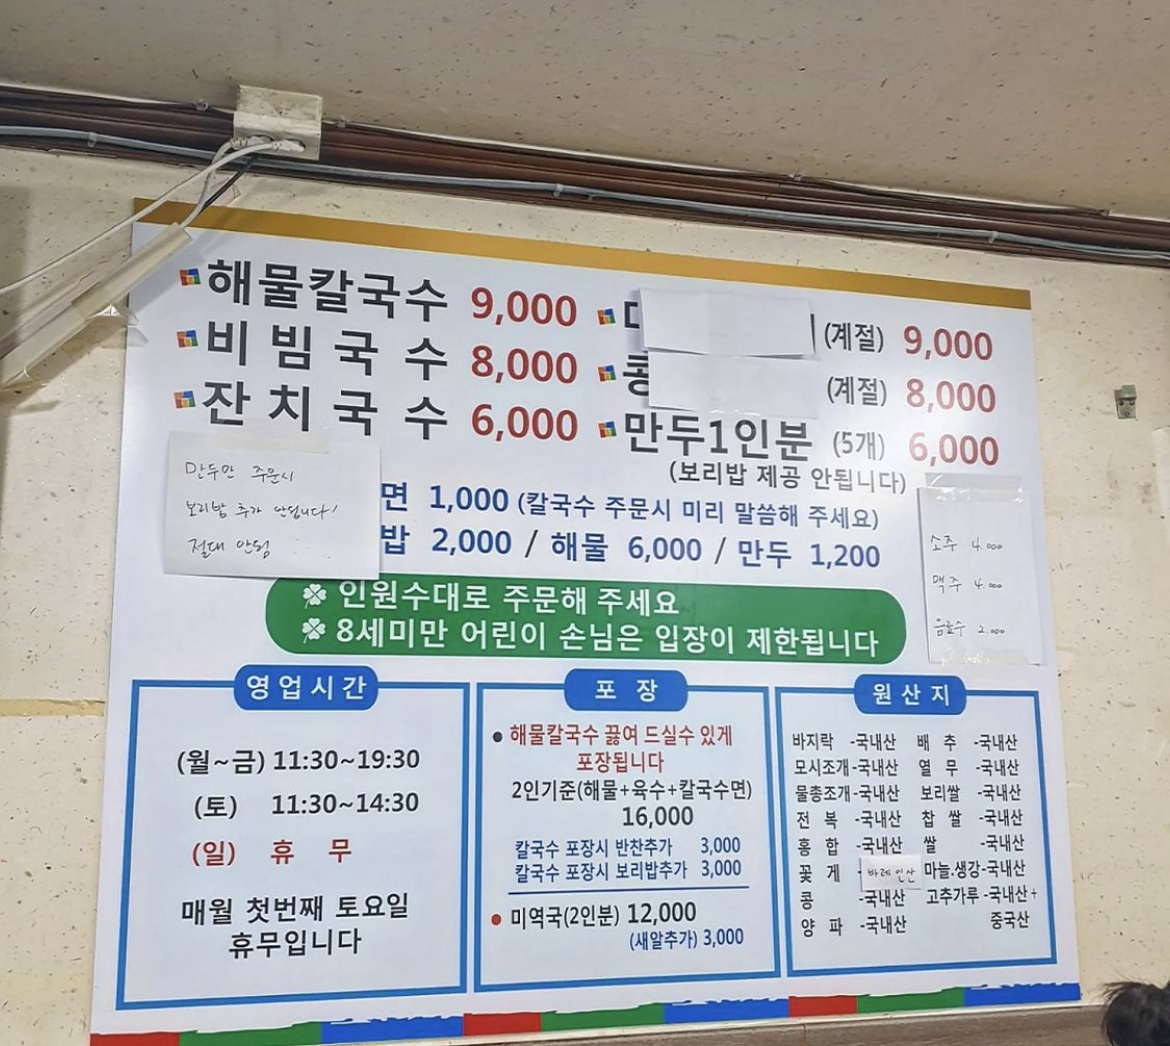 해물칼국수 9,000
비빔국수 8,000
잔치국수 6,000
(계절) 9,000
콩 (계절) 8,000
만두1인분 (5개) 6,000
(보리밥 제공 안됩니다)
만두만 주문시
보리밥 추가 안됩니다!
절대 안됨
면 1,000 (칼국수 주문시 미리 말씀해 주세요)
밥 2,000 / 해물 6,000 / 만두 1,200
소주 4.000
맥주 4.000
음료수 2.000
인원수대로 주문해 주세요
8세미만 어린이 손님은 입장이 제한됩니다
영업시간
(월~금) 11:30~19:30
(토) 11:30~14:30
(일) 휴 무
매월 첫번째 토요일
휴무입니다
포 장
해물칼국수 끓여 드실수 있게
포장됩니다
2인기준(해물+육수+칼국수면)
16,000
칼국수 포장시 반찬추가 3,000
칼국수 포장시 보리밥추가 3,000
미역국(2인분) 12,000
(새알추가) 3,000
원산지
바지락 -국내산 배 추 -국내산
모시조개-국내산 열 무 -국내산
물총조개-국내산 보리쌀 -국내산
전 복 -국내산 찹 쌀 -국내산
홍 합 -국내산 쌀 -국내산
꽃 게 - 바레인산 마늘.생강-국내산
콩 -국내산 고추가루 -국내산+
양 파 -국내산 중국산